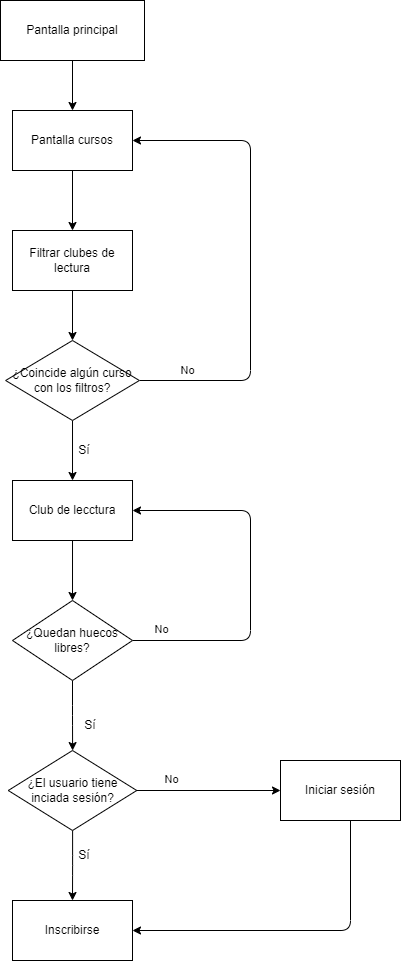 Pantalla principal
Pantalla cursos
Filtrar clubes de
lectura
¿Coincide algún curso
con los filtros?
No
Sí
Club de lecctura
¿Quedan huecos
libres?
No
Sí
¿El usuario tiene
inciada sesión?
No
Iniciar sesión
Sí
Inscribirse